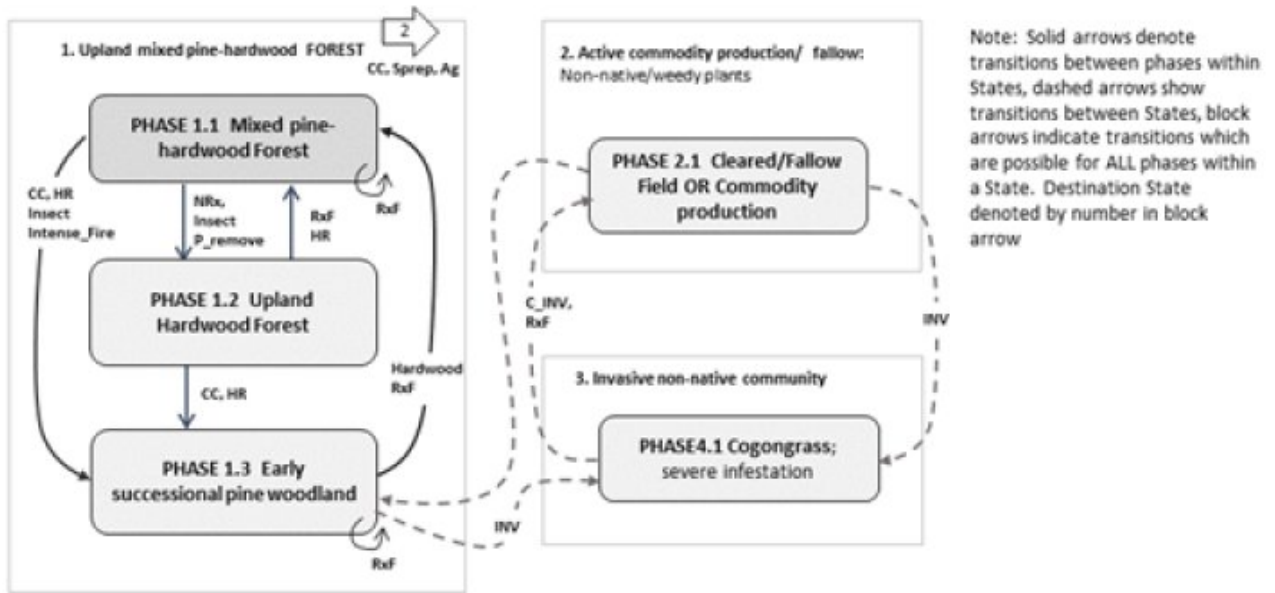 2
1. Upland mixed pine-hardwood FOREST
CC, Sprep, Ag
PHASE 1.1 Mixed pine-
hardwood Forest
RxF
CC, HR
Insect
Intense_Fire
NRx,
Insect
P_remove
RxF
HR
PHASE 1.2 Upland
Hardwood Forest
Hardwood
RxF
CC, HR
PHASE 1.3 Early
successional pine woodland
RxF
2. Active commodity production/ fallow:
Non-native/weedy plants
PHASE 2.1 Cleared/Fallow
Field OR Commodity
production
C_INV,
RxF
INV
3. Invasive non-native community
PHASE4.1 Cogongrass;
severe infestation
INV
Note: Solid arrows denote
transitions between phases within
States, dashed arrows show
transitions between States, block
arrows indicate transitions which
are possible for ALL phases within
a State. Destination State
denoted by number in block
arrow